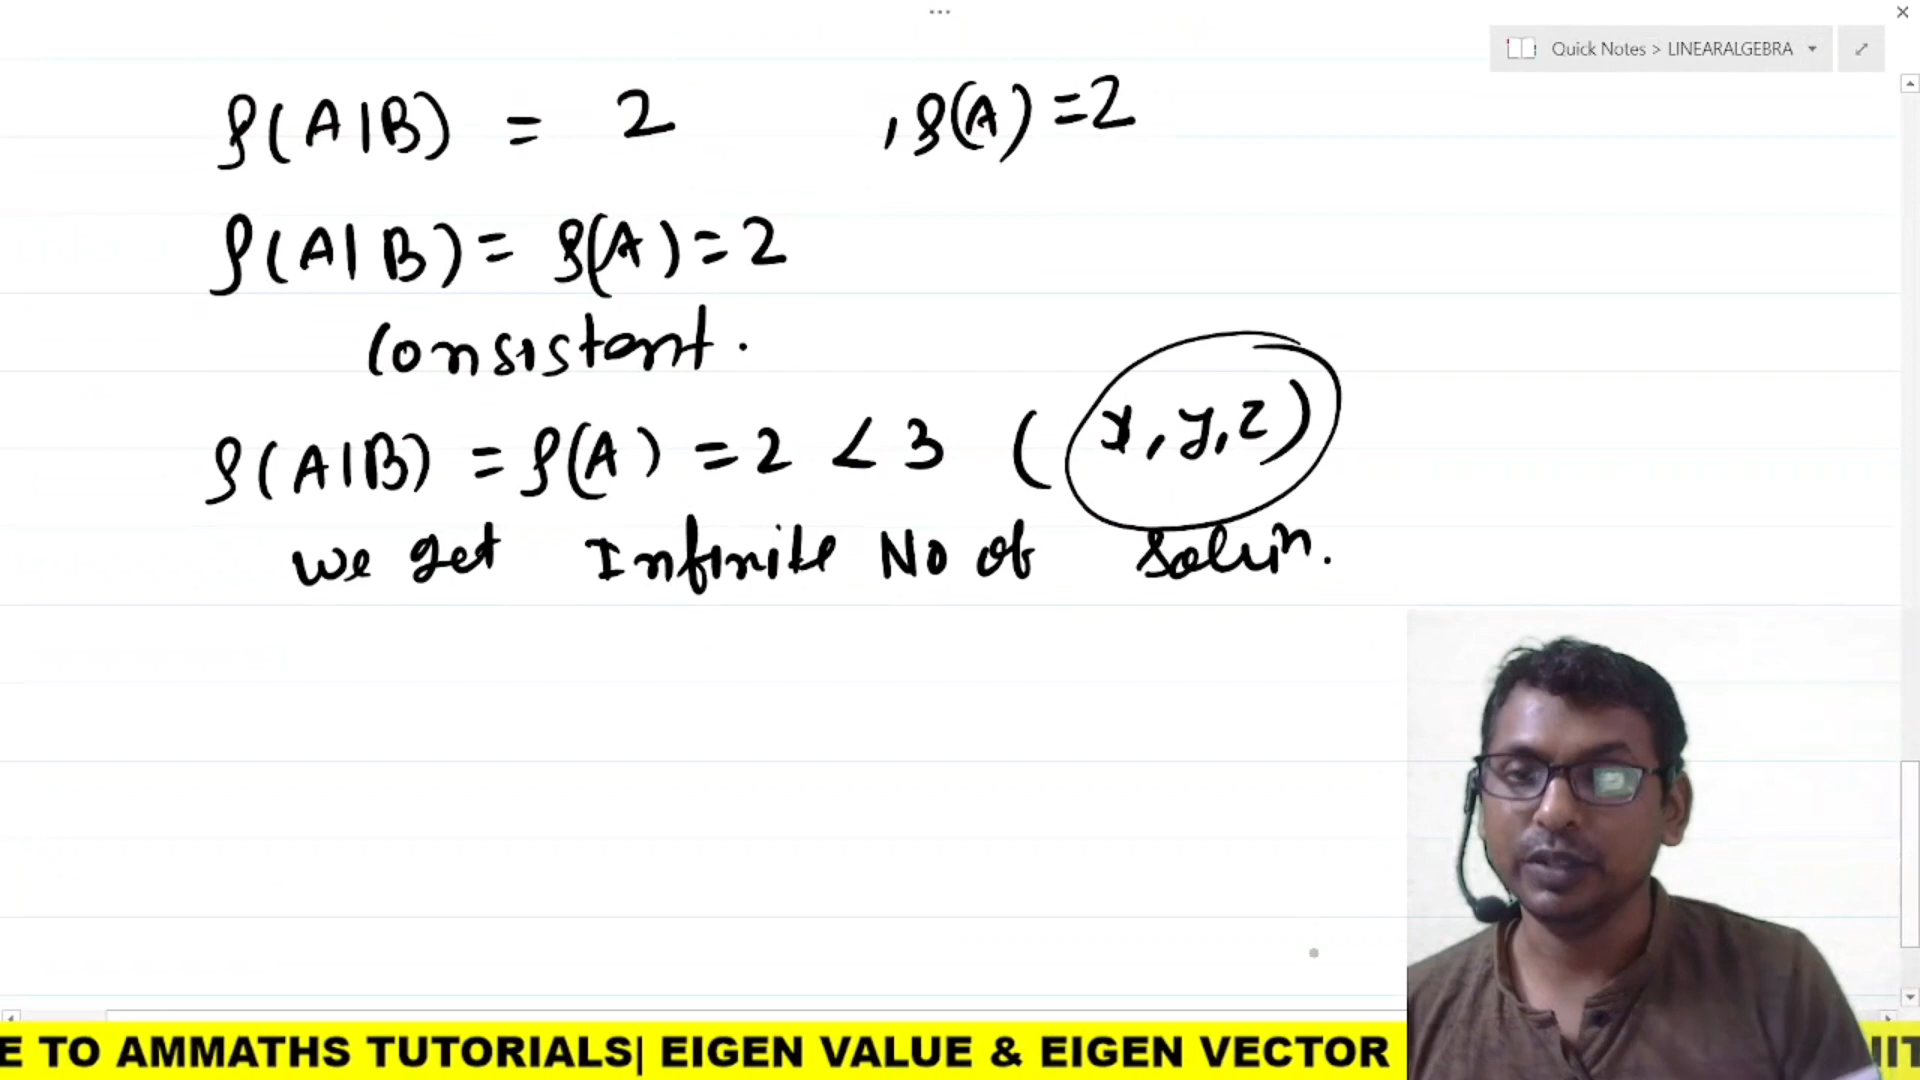 Quick Notes > LINEARALGEBRA
ρ(A|B) = 2 , ρ(A) = 2
ρ(A|B) = ρ(A) = 2
Consistent.
ρ(A|B) = ρ(A) = 2 < 3 (x, y, z)
we get Infinite No of Solun.
E TO AMMATHS TUTORIALS| EIGEN VALUE & EIGEN VECTOR